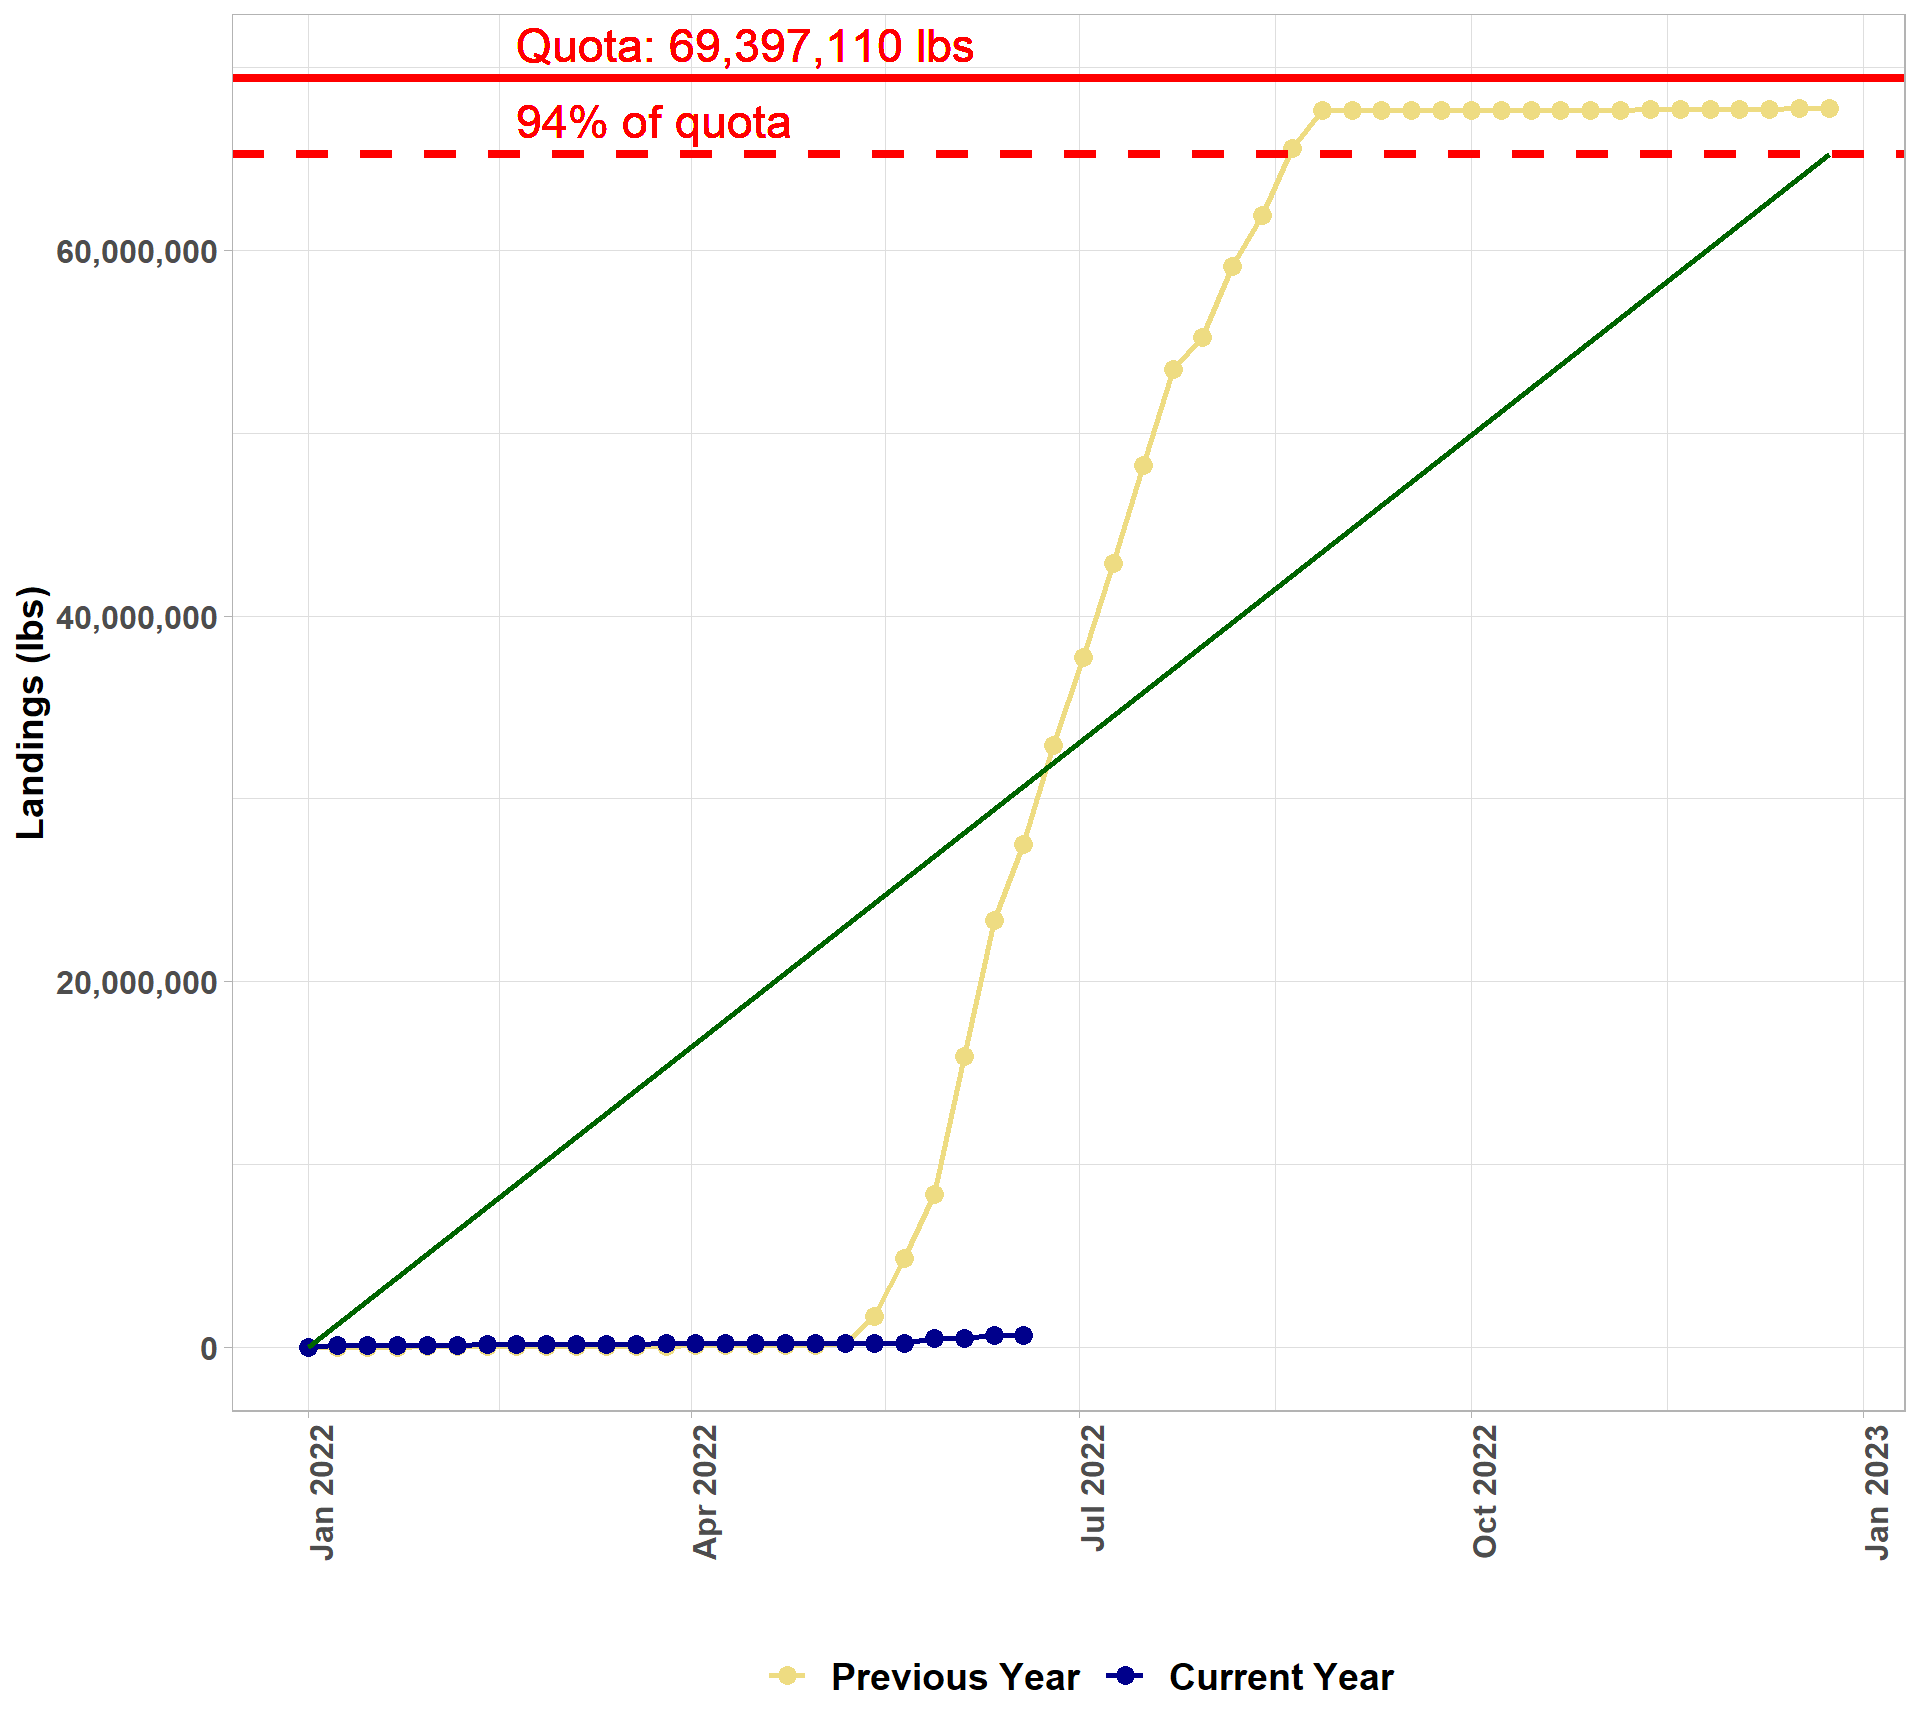 Quota: 69,397,110 lbs
94% of quota
60,000,000
40,000,000
20,000,000
0
Landings (lbs)
Jan 2022
Apr 2022
Jul 2022
Oct 2022
Jan 2023
Previous Year
Current Year